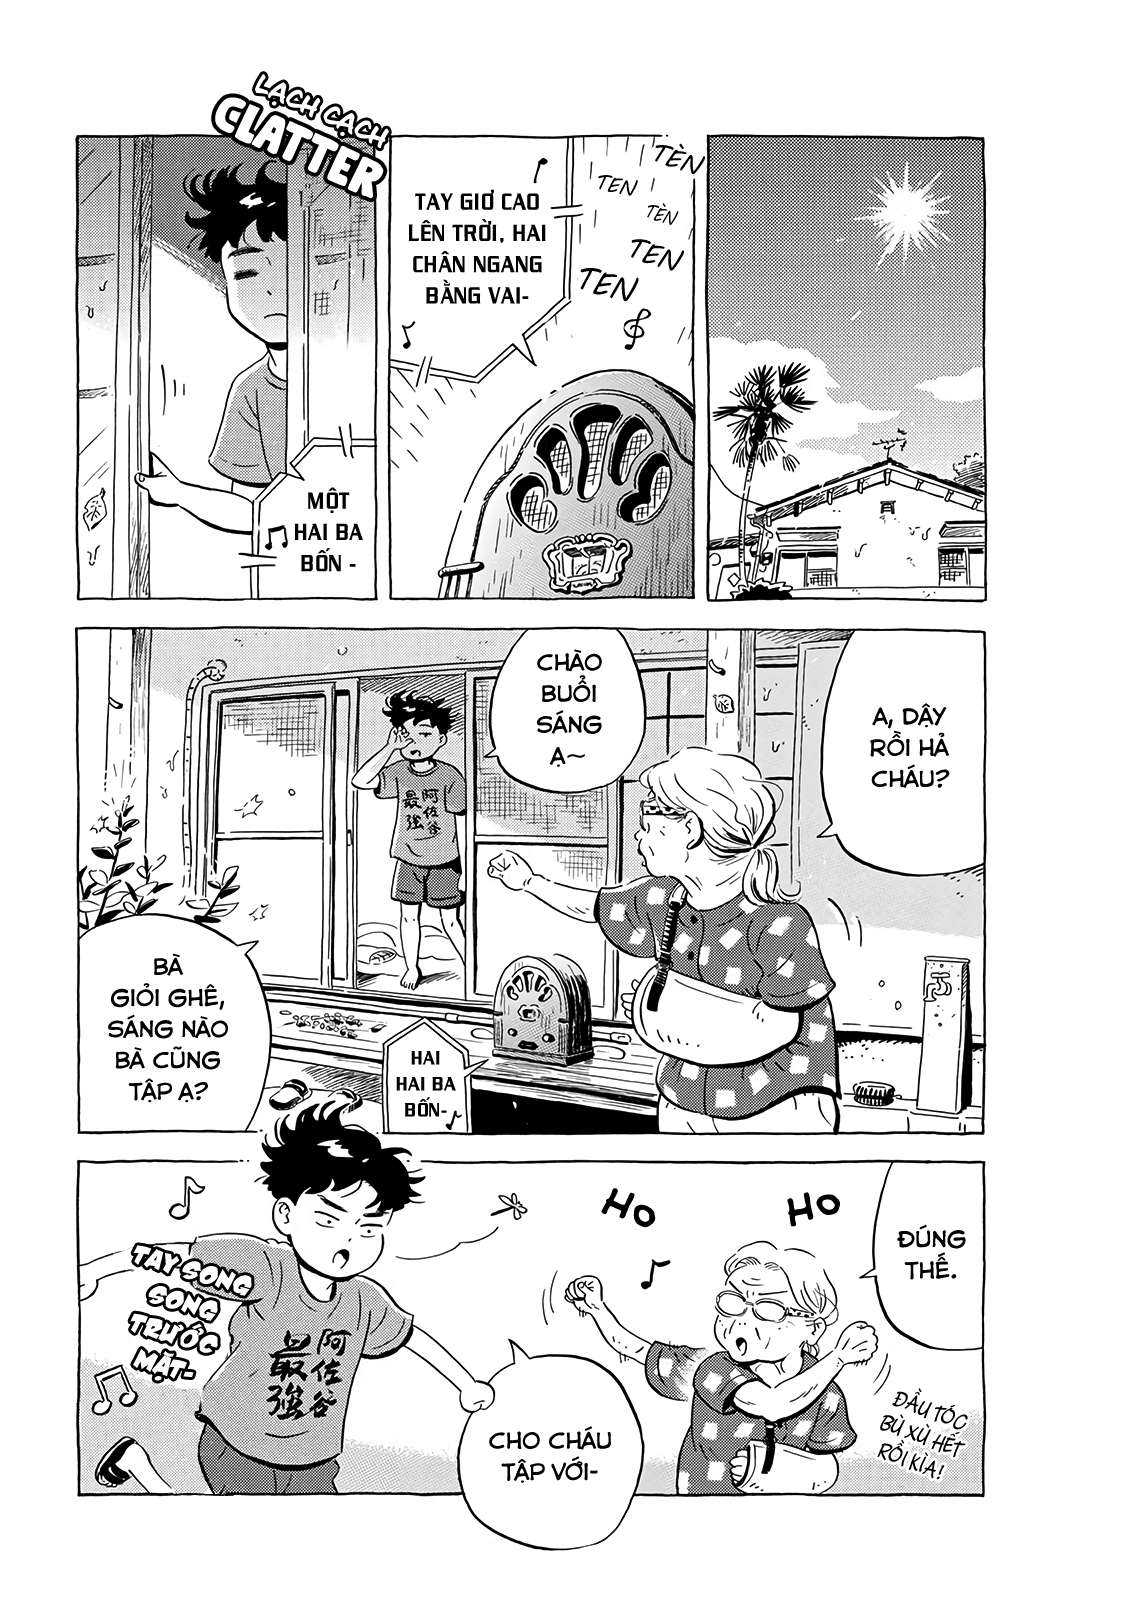 TÈN
TEN
TÈN
TEN
TEN
TAY GIƠ CAO
LÊN TRỜI, HAI
CHÂN NGANG
BẰNG VAI-
LẠCH CẠCH
CLATTER
MỘT
HAI BA
BỐN -
A, DẬY
RỒI HẢ
CHÁU?
CHÀO
BUỔI
SÁNG
Ạ~
阿佐谷
最強
BÀ
GIỎI GHÊ,
SÁNG NÀO
BÀ CŨNG
TẬP Ạ?
HAI
HAI BA
BỐN-
ĐÚNG
THẾ.
HO
HO
ĐẦU TÓC
BÙ XÙ HẾT
RỒI KÌA!
CHO CHÁU
TẬP VỚI-
TAY SONG
SONG
TRƯỚC
MẶT-
阿佐谷
最強